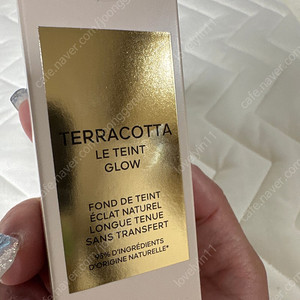 TERRACOTTA
LE TEINT
GLOW
FOND DE TEINT
ÉCLAT NATUREL
LONGUE TENUE
SANS TRANSFERT
95% D'INGRÉDIENTS
D'ORIGINE NATURELLE*